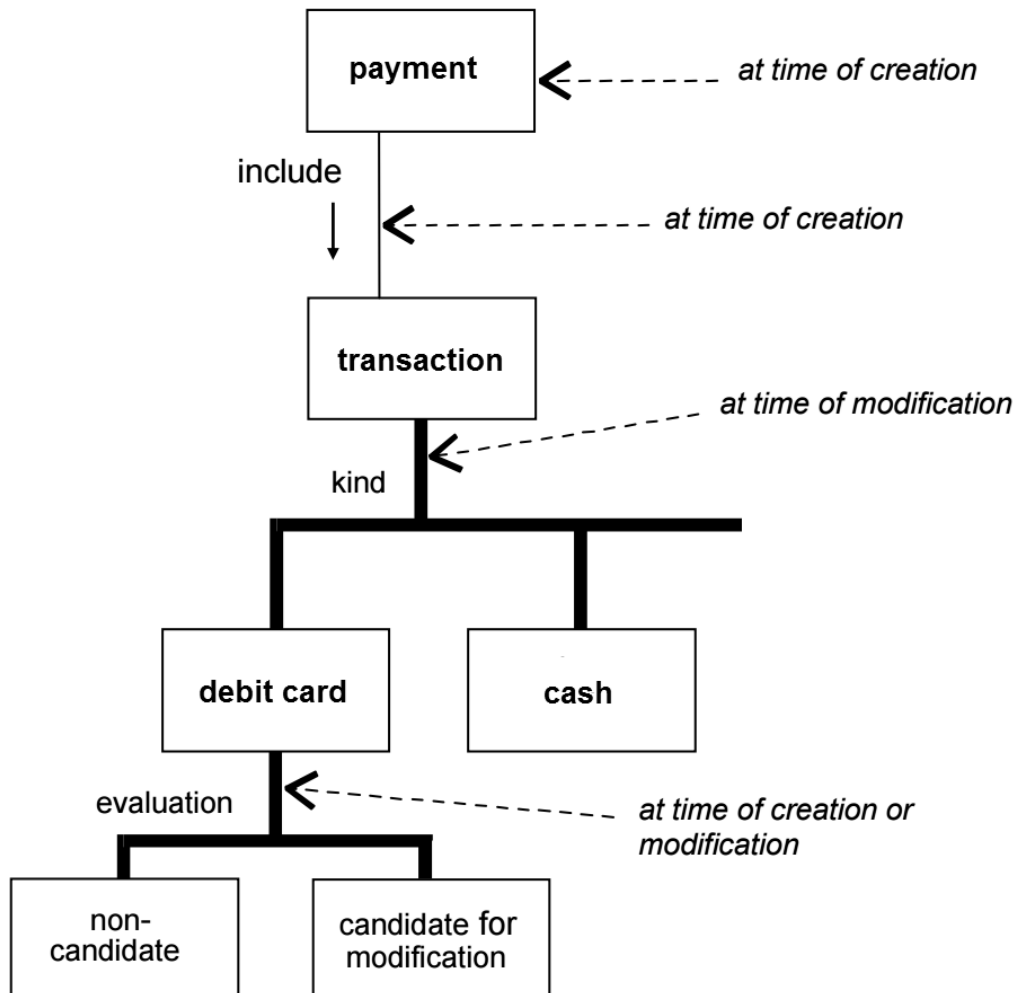 payment
at time of creation
include
at time of creation
transaction
at time of modification
kind
debit card
cash
evaluation
at time of creation or
modification
non-
candidate
candidate for
modification